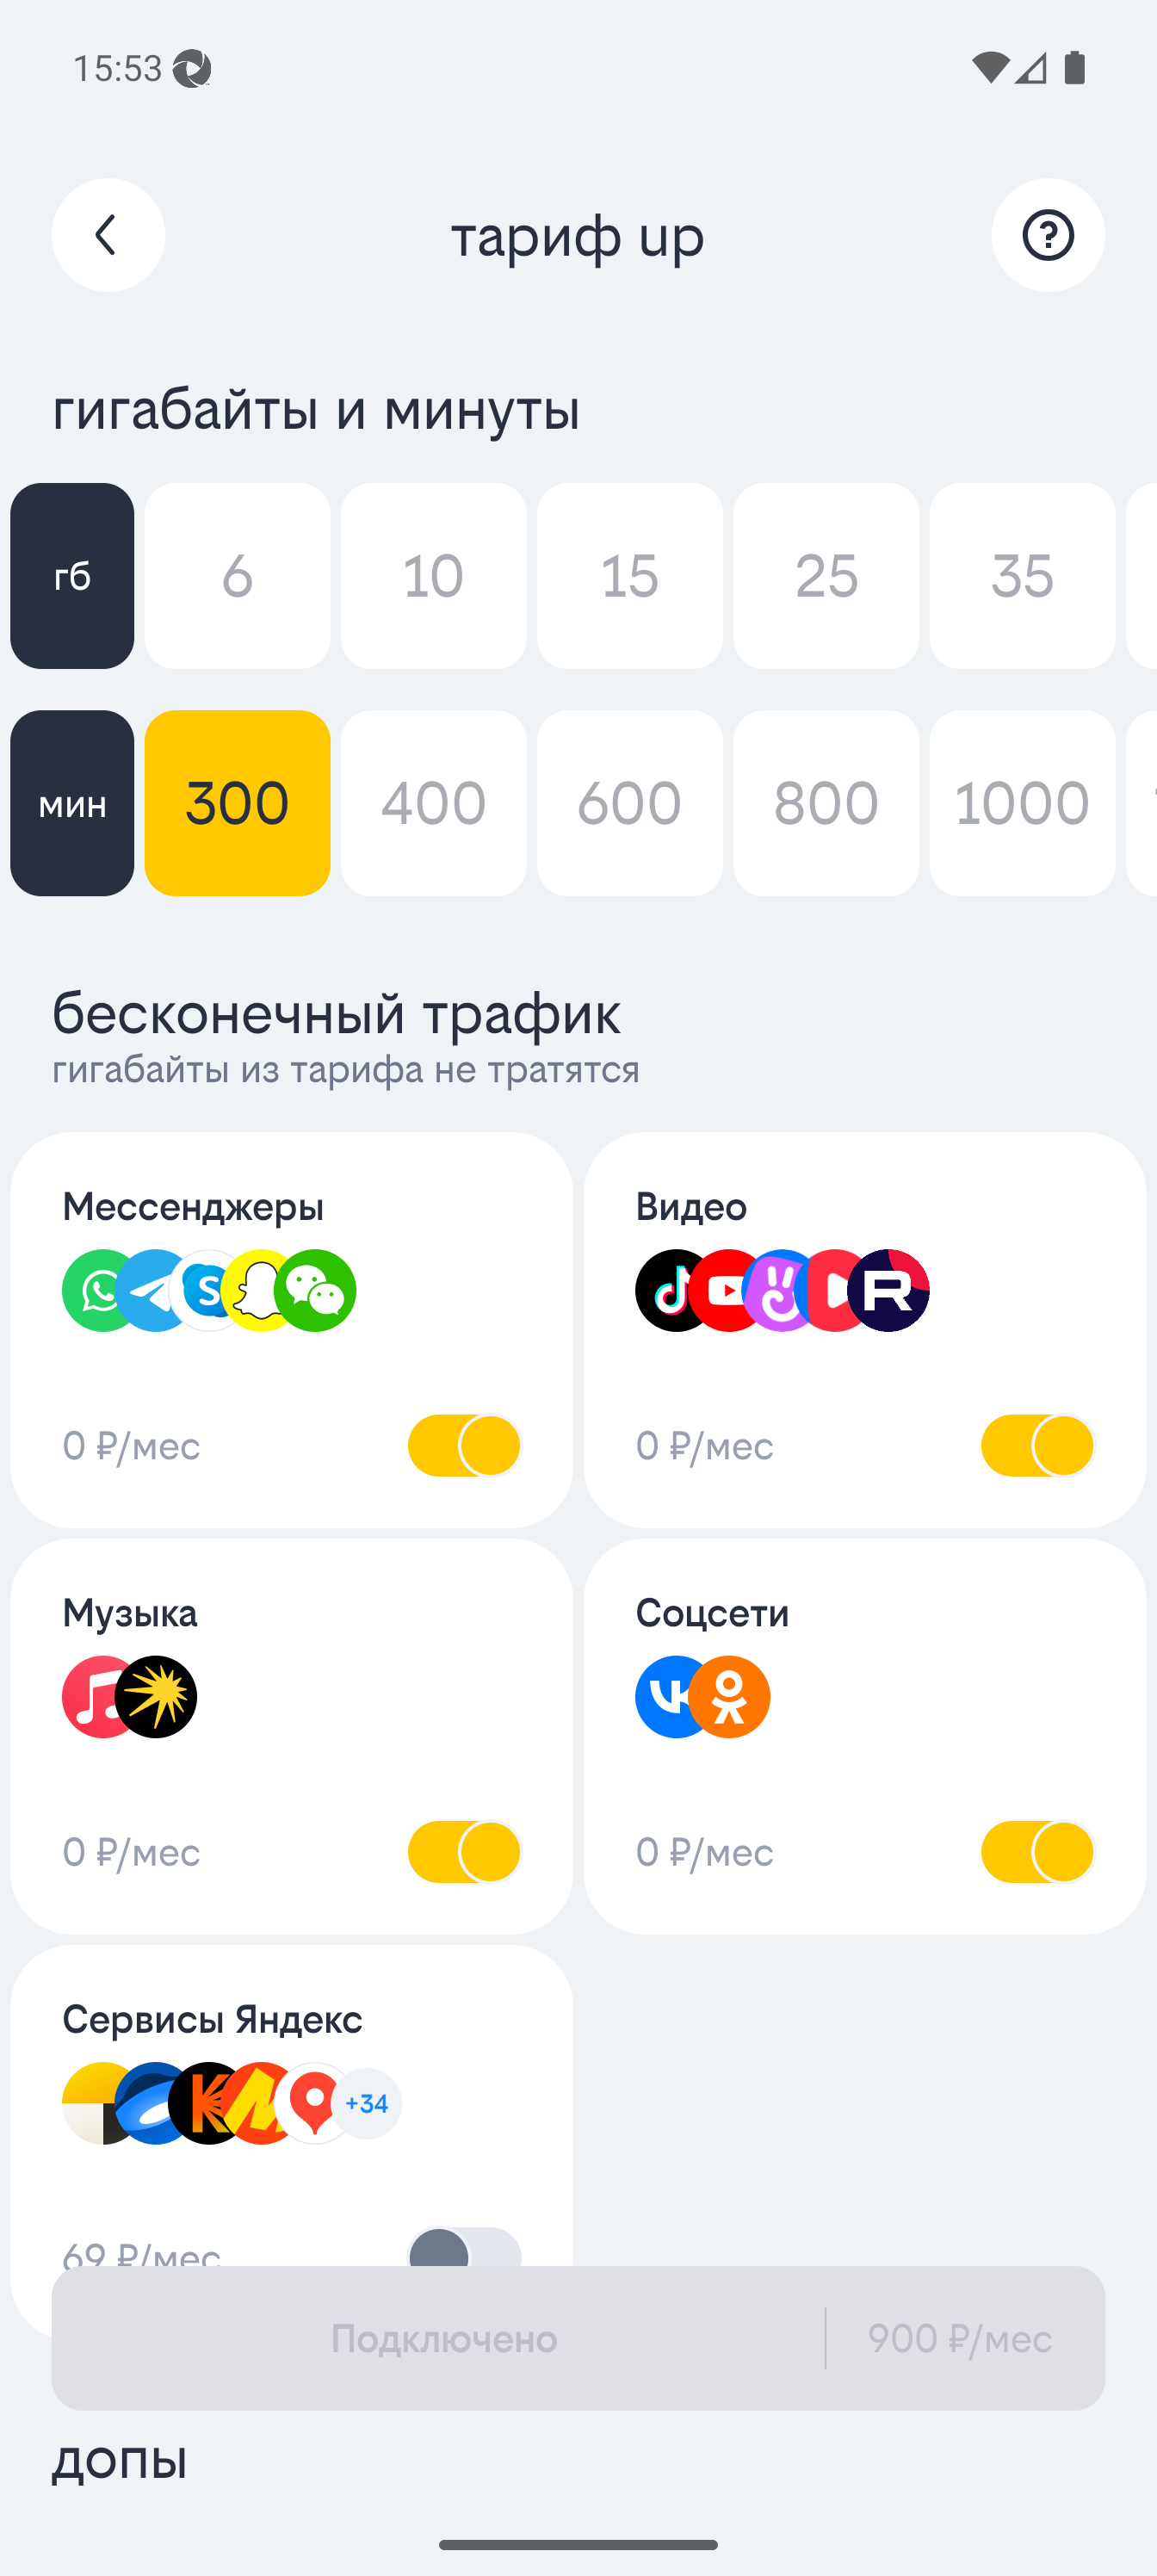 15:53
тариф up
гигабайты и минуты
гб 6 10 15 25 35
мин 300 400 600 800 1000
бесконечный трафик
гигабайты из тарифа не тратятся
Мессенджеры
0 ₽/мес
Видео
0 ₽/мес
Музыка
0 ₽/мес
Соцсети
0 ₽/мес
Сервисы Яндекс
+34
69 ₽/мес
Подключено 900 ₽/мес
допы